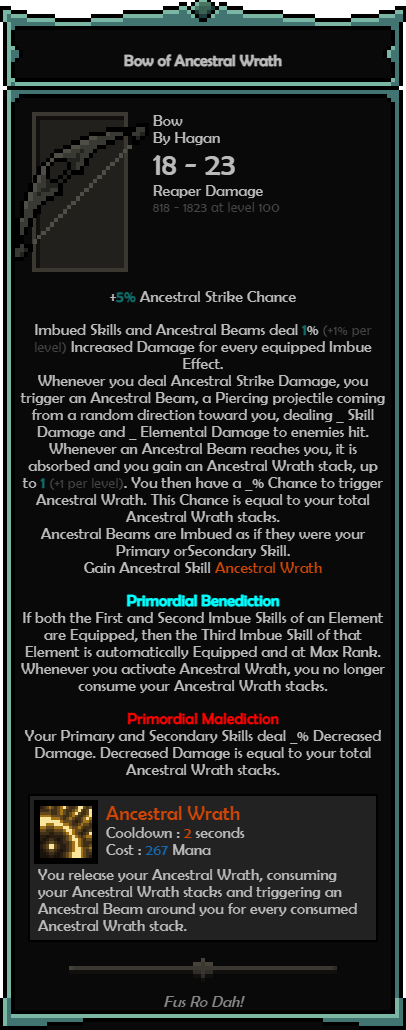 Bow of Ancestral Wrath
Bow
By Hagan
18 - 23
Reaper Damage
818 - 1823 at level 100
+5% Ancestral Strike Chance
Imbued Skills and Ancestral Beams deal 1% (+1% per
level) Increased Damage for every equipped Imbue
Effect.
Whenever you deal Ancestral Strike Damage, you
trigger an Ancestral Beam, a Piercing projectile coming
from a random direction toward you, dealing _ Skill
Damage and _ Elemental Damage to enemies hit.
Whenever an Ancestral Beam reaches you, it is
absorbed and you gain an Ancestral Wrath stack, up
to 1 (+1 per level). You then have a _% Chance to trigger
Ancestral Wrath. This Chance is equal to your total
Ancestral Wrath stacks.
Ancestral Beams are Imbued as if they were your
Primary orSecondary Skill.
Gain Ancestral Skill Ancestral Wrath
Primordial Benediction
If both the First and Second Imbue Skills of an Element
are Equipped, then the Third Imbue Skill of that
Element is automatically Equipped and at Max Rank.
Whenever you activate Ancestral Wrath, you no longer
consume your Ancestral Wrath stacks.
Primordial Malediction
Your Primary and Secondary Skills deal _% Decreased
Damage. Decreased Damage is equal to your total
Ancestral Wrath stacks.
Ancestral Wrath
Cooldown : 2 seconds
Cost : 267 Mana
You release your Ancestral Wrath, consuming
your Ancestral Wrath stacks and triggering an
Ancestral Beam around you for every consumed
Ancestral Wrath stack.
Fus Ro Dah!